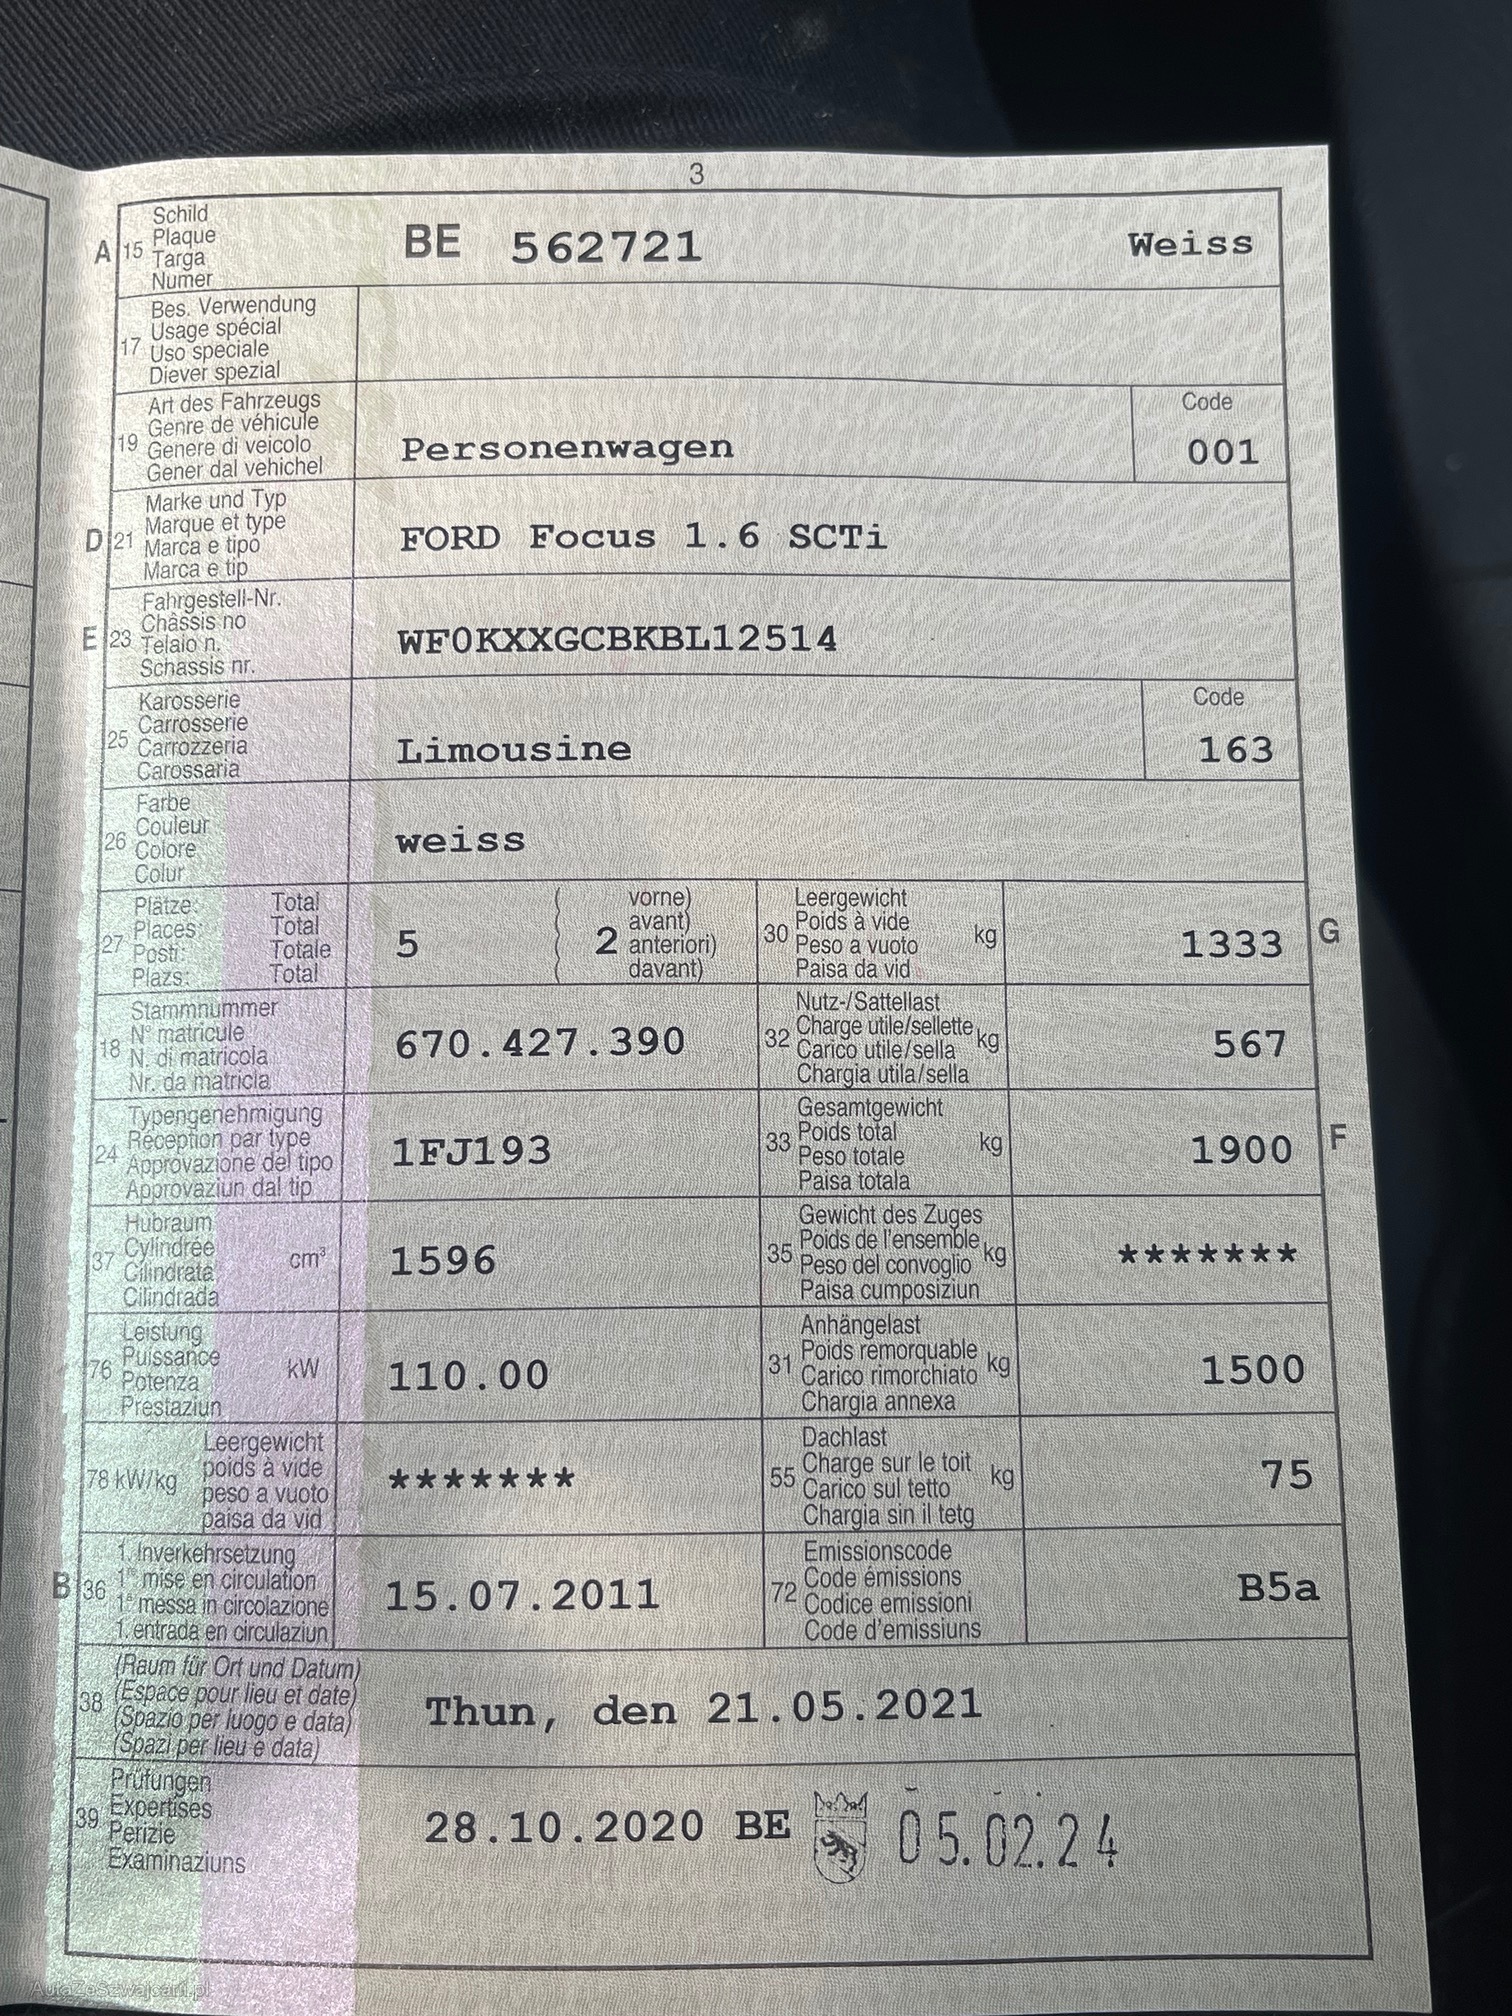 3
A 15 Schild
Plaque
Targa
Numer
BE 562721 Weiss
17 Bes. Verwendung
Usage spécial
Uso speciale
Diever spezial
19 Art des Fahrzeugs
Genre de véhicule
Genere di veicolo
Gener dal vehichel
Personenwagen
Code
001
D 21 Marke und Typ
Marque et type
Marca e tipo
Marca e tip
FORD Focus 1.6 SCTi
E 23 Fahrgestell-Nr.
Châssis no
Telaio n.
Schassis nr.
WF0KXXGCBKBL12514
25 Karosserie
Carrosserie
Carrozzeria
Carossaria
Limousine
Code
163
26 Farbe
Couleur
Colore
Colur
weiss
27 Plätze: Total
Places: Total
Posti: Totale
Plazs: Total
5
( vorne)
( avant)
( 2 anteriori)
( davant)
30 Leergewicht
Poids à vide
Peso a vuoto
Paisa da vid
kg
1333
G
18 Stammnummer
N° matricule
N. di matricola
Nr. da matricla
670.427.390
32 Nutz-/Sattellast
Charge utile/sellette
Carico utile/sella
Chargia utila/sella
kg
567
24 Typengenehmigung
Réception par type
Approvazione del tipo
Approvaziun dal tip
1FJ193
33 Gesamtgewicht
Poids total
Peso totale
Paisa totala
kg
1900
F
37 Hubraum
Cylindrée
Cilindrata
Cilindrada
cm³
1596
35 Gewicht des Zuges
Poids de l'ensemble
Peso del convoglio
Paisa cumposiziun
kg
*******
76 Leistung
Puissance
Potenza
Prestaziun
kW
110.00
31 Anhängelast
Poids remorquable
Carico rimorchiato
Chargia annexa
kg
1500
78 kW/kg
Leergewicht
poids à vide
peso a vuoto
paisa da vid
*******
55 Dachlast
Charge sur le toit
Carico sul tetto
Chargia sin il tetg
kg
75
B 36 1. Inverkehrsetzung
1re mise en circulation
1a messa in circolazione
1. entrada en circulaziun
15.07.2011
72 Emissionscode
Code émissions
Codice emissioni
Code d'emissiuns
B5a
38 (Raum für Ort und Datum)
(Espace pour lieu et date)
(Spazio per luogo e data)
(Spazi per lieu e data)
Thun, den 21.05.2021
39 Prüfungen
Expertises
Perizie
Examinaziuns
28.10.2020 BE 05.02.24
AutaZeSzwajcarii.pl